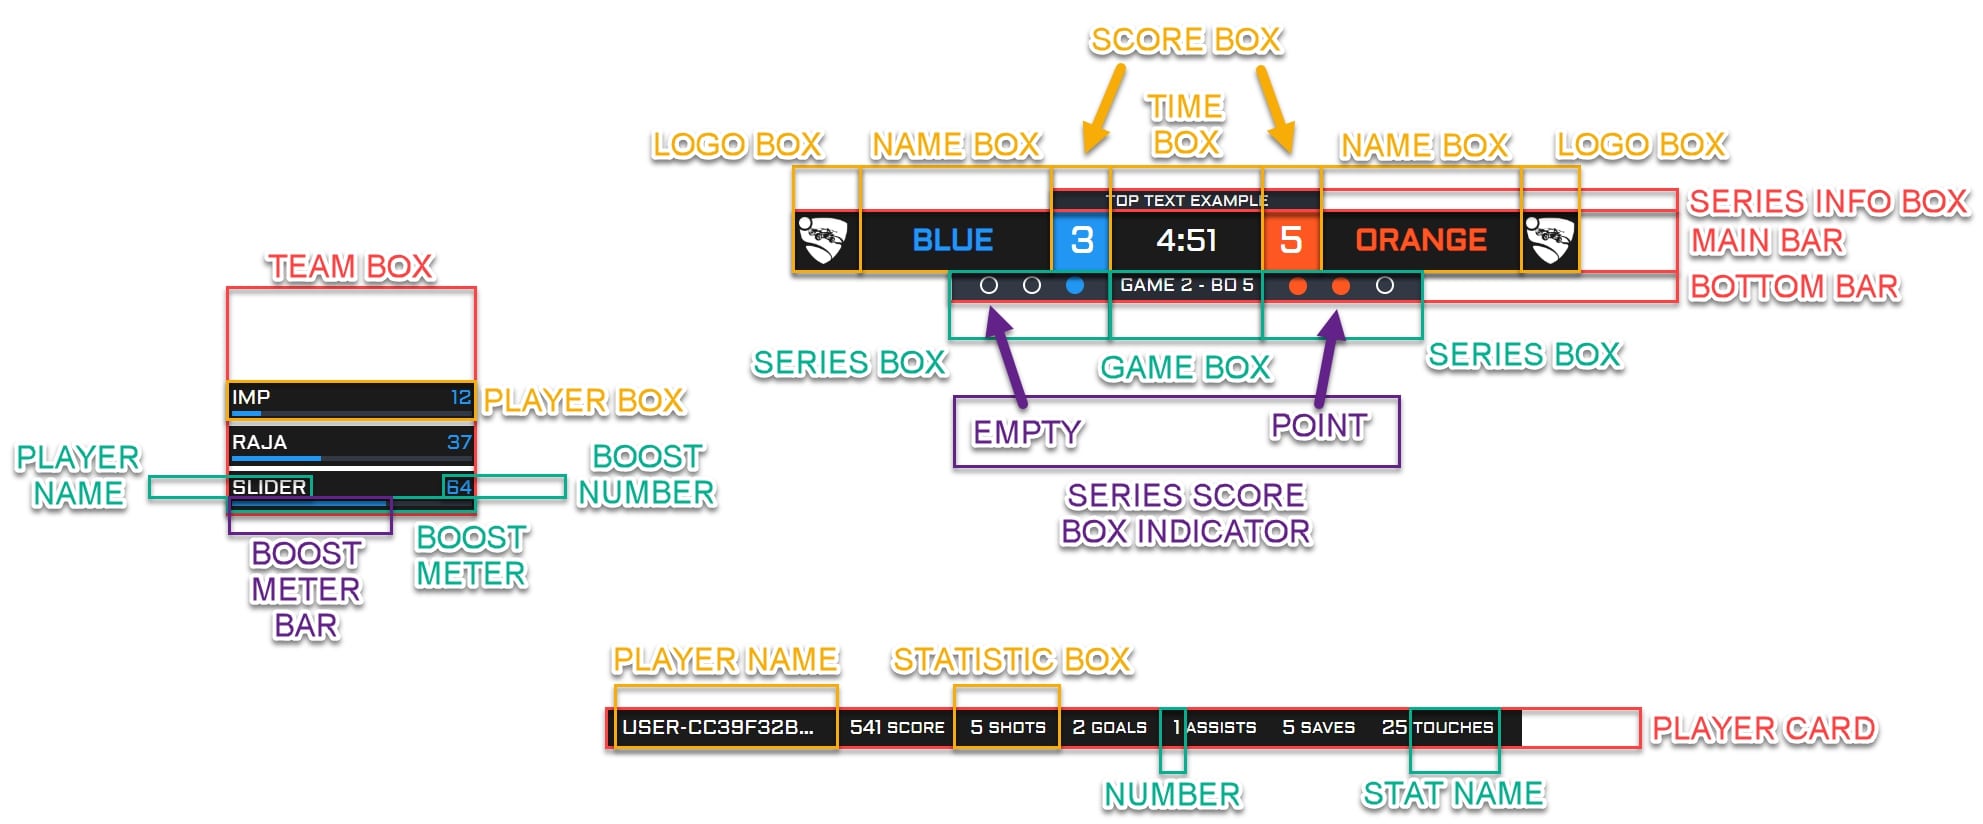 SCORE BOX
TIME
BOX
LOGO BOX
NAME BOX
NAME BOX
LOGO BOX
TOP TEXT EXAMPLE
SERIES INFO BOX
BLUE
3
4:51
5
ORANGE
MAIN BAR
GAME 2 - BO 5
BOTTOM BAR
SERIES BOX
GAME BOX
SERIES BOX
EMPTY
POINT
SERIES SCORE
BOX INDICATOR
TEAM BOX
IMP 12
PLAYER BOX
RAJA 37
PLAYER
NAME
SLIDER 64
BOOST
NUMBER
BOOST
METER
BAR
BOOST
METER
PLAYER NAME
STATISTIC BOX
USER-CC39F32B... 541 SCORE 5 SHOTS 2 GOALS 1 ASSISTS 5 SAVES 25 TOUCHES
PLAYER CARD
NUMBER
STAT NAME